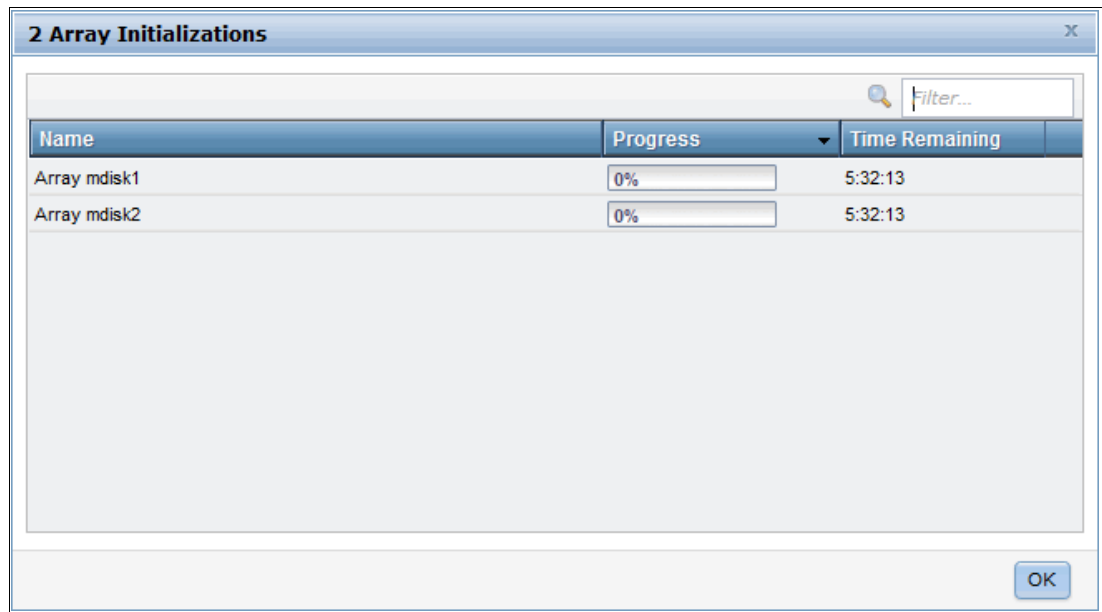 2 Array Initializations x
Filter...
Name Progress Time Remaining
Array mdisk1 0% 5:32:13
Array mdisk2 0% 5:32:13
OK